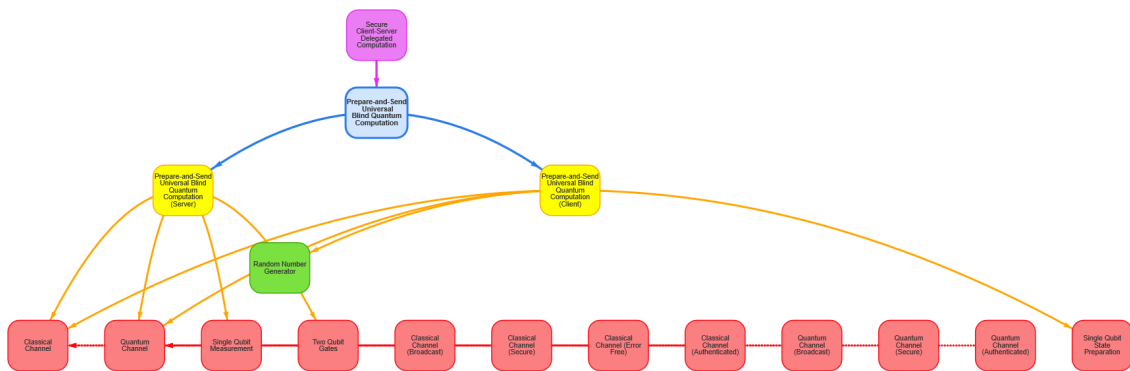 Secure
Client-Server
Delegated
Computation
Prepare-and-Send
Universal
Blind Quantum
Computation
Prepare-and-Send
Universal Blind
Quantum
Computation
(Server)
Prepare-and-Send
Universal Blind
Quantum
Computation
(Client)
Random Number
Generator
Classical
Channel
Quantum
Channel
Single Qubit
Measurement
Two Qubit
Gates
Classical
Channel
(Broadcast)
Classical
Channel
(Secure)
Classical
Channel (Error
Free)
Classical
Channel
(Authenticated)
Quantum
Channel
(Broadcast)
Quantum
Channel
(Secure)
Quantum
Channel
(Authenticated)
Single Qubit
State
Preparation